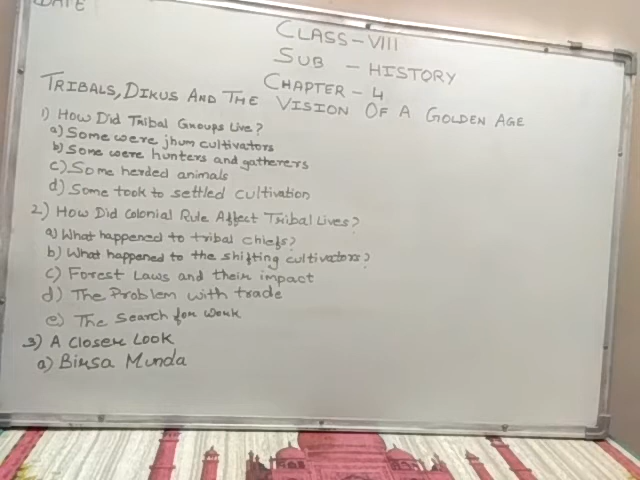 DATE
CLASS-VIII
SUB - HISTORY
CHAPTER - 4
TRIBALS, DIKUS AND THE VISION OF A GOLDEN AGE
1) How Did Tribal Groups Live?
a) Some were jhum cultivators
b) Some were hunters and gatherers
c) Some herded animals
d) Some took to settled cultivation
2) How Did Colonial Rule Affect Tribal Lives?
a) What happened to tribal chiefs?
b) What happened to the shifting cultivators?
c) Forest Laws and their impact
d) The Problem with trade
e) The Search for work
3) A Closer Look
a) Birsa Munda